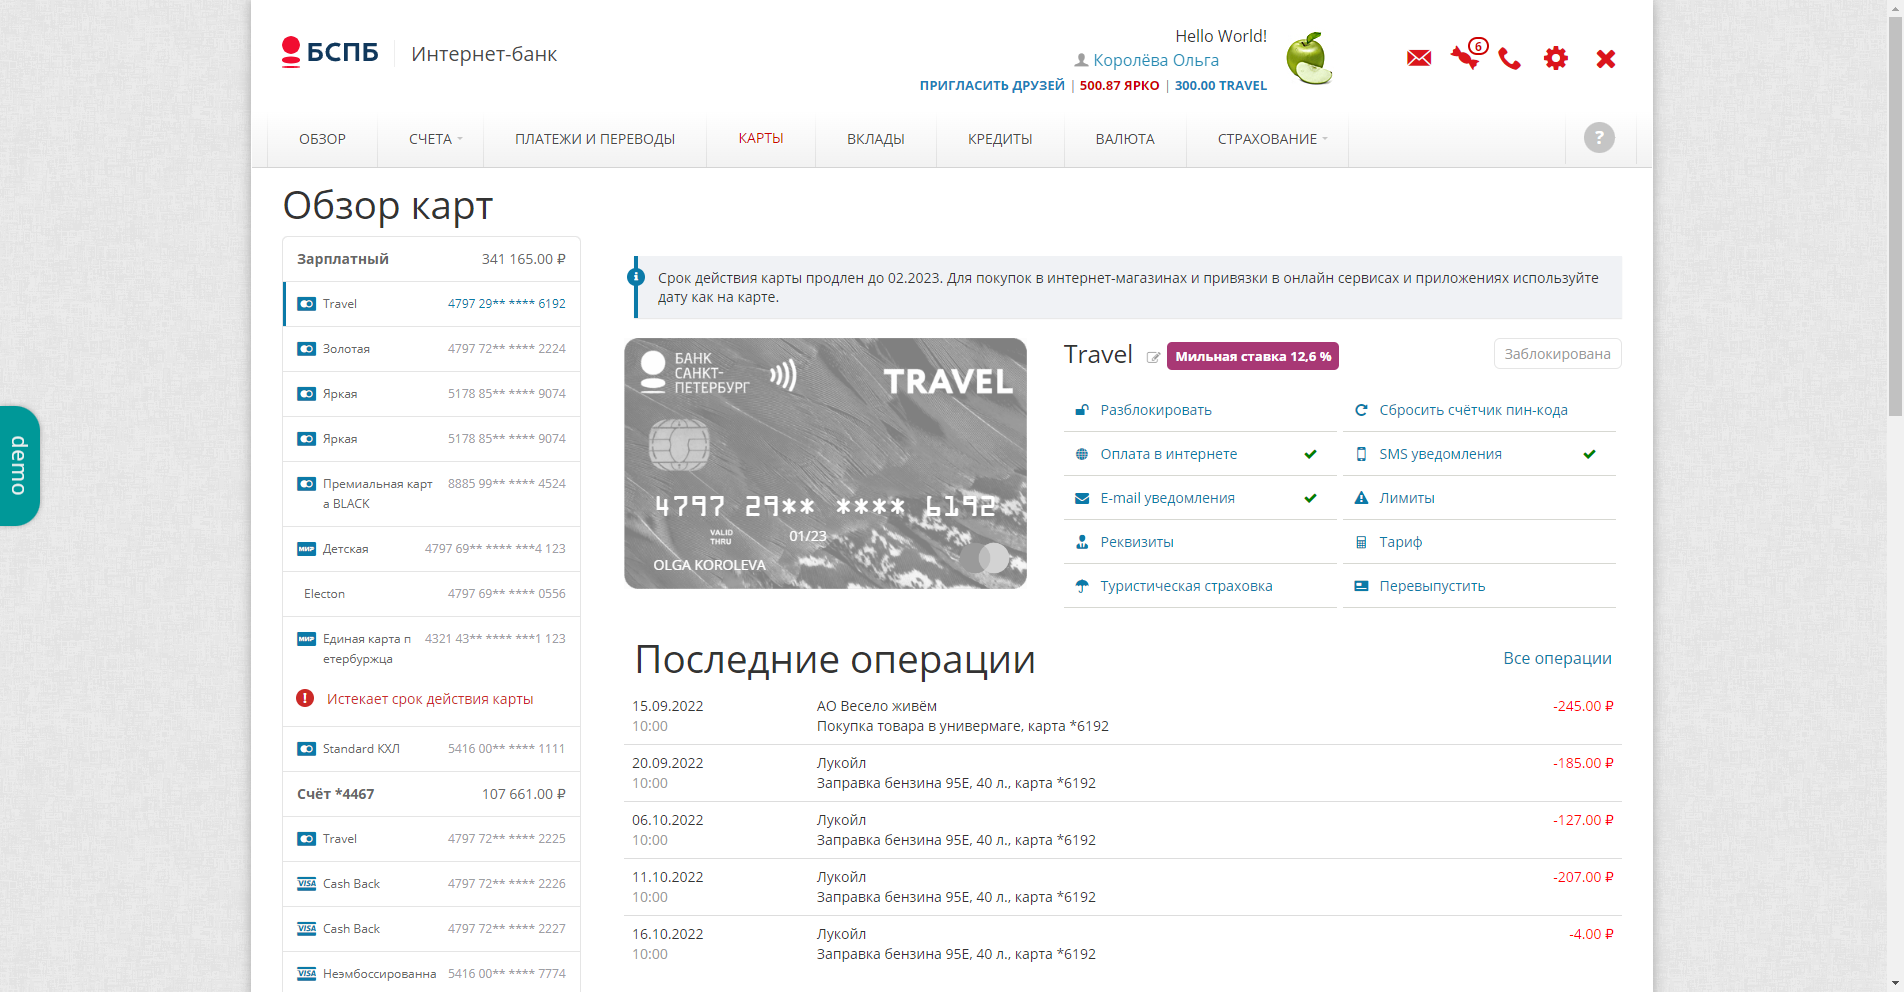 БСПБ Интернет-банк
Hello World!
Королёва Ольга
ПРИГЛАСИТЬ ДРУЗЕЙ | 500.87 ЯРКО | 300.00 TRAVEL
6
ОБЗОР СЧЕТА ПЛАТЕЖИ И ПЕРЕВОДЫ КАРТЫ ВКЛАДЫ КРЕДИТЫ ВАЛЮТА СТРАХОВАНИЕ ?
demo
Обзор карт
Зарплатный 341 165.00 ₽
Travel 4797 29** **** 6192
Золотая 4797 72** **** 2224
Яркая 5178 85** **** 9074
Яркая 5178 85** **** 9074
Премиальная карт 8885 99** **** 4524
а BLACK
МИР Детская 4797 69** **** ***4 123
Electon 4797 69** **** 0556
МИР Единая карта п 4321 43** **** ***1 123
етербуржца
Истекает срок действия карты
Standard КХЛ 5416 00** **** 1111
Счёт *4467 107 661.00 ₽
Travel 4797 72** **** 2225
VISA Cash Back 4797 72** **** 2226
VISA Cash Back 4797 72** **** 2227
VISA Неэмбоссированна 5416 00** **** 7774
Срок действия карты продлен до 02.2023. Для покупок в интернет-магазинах и привязки в онлайн сервисах и приложениях используйте
дату как на карте.
БАНК
САНКТ-
ПЕТЕРБУРГ
TRAVEL
4797 29** **** 6192
VALID
THRU
01/23
OLGA KOROLEVA
Travel Мильная ставка 12,6 % Заблокирована
Разблокировать Сбросить счётчик пин-кода
Оплата в интернете SMS уведомления
E-mail уведомления Лимиты
Реквизиты Тариф
Туристическая страховка Перевыпустить
Последние операции Все операции
15.09.2022 АО Весело живём -245.00 ₽
10:00 Покупка товара в универмаге, карта *6192
20.09.2022 Лукойл -185.00 ₽
10:00 Заправка бензина 95Е, 40 л., карта *6192
06.10.2022 Лукойл -127.00 ₽
10:00 Заправка бензина 95Е, 40 л., карта *6192
11.10.2022 Лукойл -207.00 ₽
10:00 Заправка бензина 95Е, 40 л., карта *6192
16.10.2022 Лукойл -4.00 ₽
10:00 Заправка бензина 95Е, 40 л., карта *6192